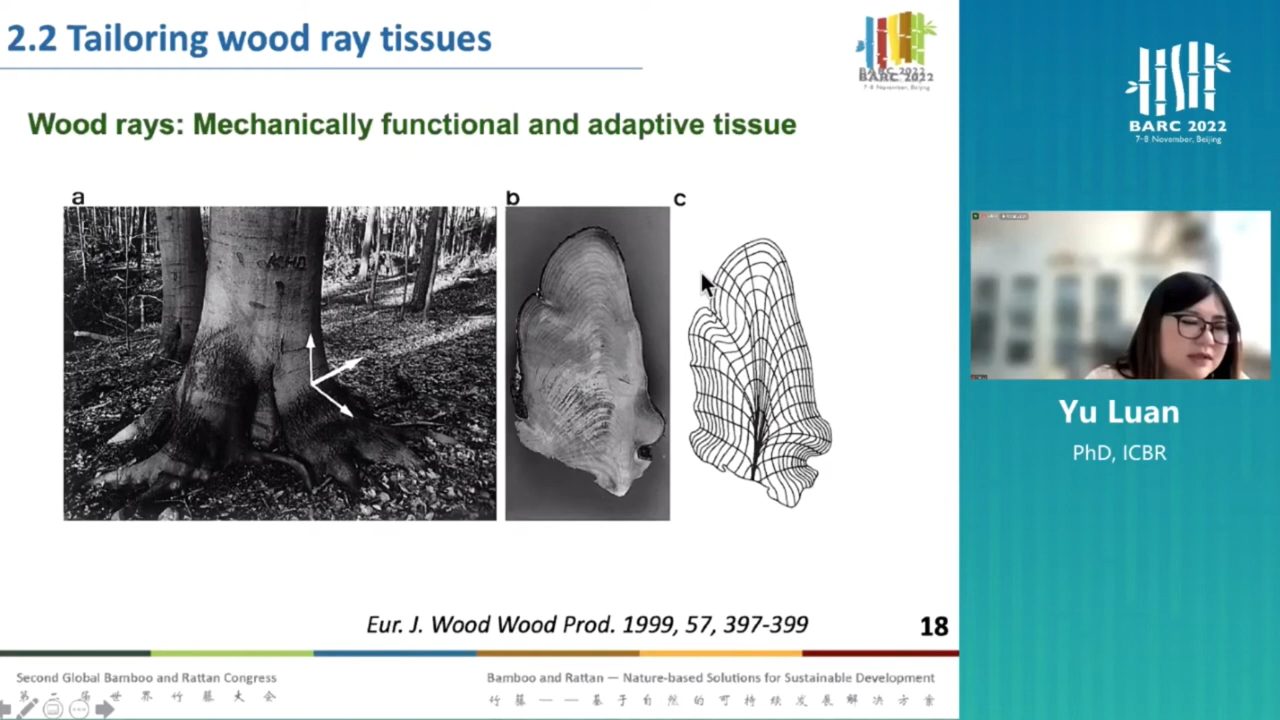 2.2 Tailoring wood ray tissues
BARC 2022
7-8 November, Beijing
Wood rays: Mechanically functional and adaptive tissue
a
b
c
Eur. J. Wood Wood Prod. 1999, 57, 397-399
18
Second Global Bamboo and Rattan Congress
第二届世界竹藤大会
Bamboo and Rattan — Nature-based Solutions for Sustainable Development
竹藤——基于自然的可持续发展解决方案
BARC 2022
7-8 November, Beijing
Yu Luan
PhD, ICBR